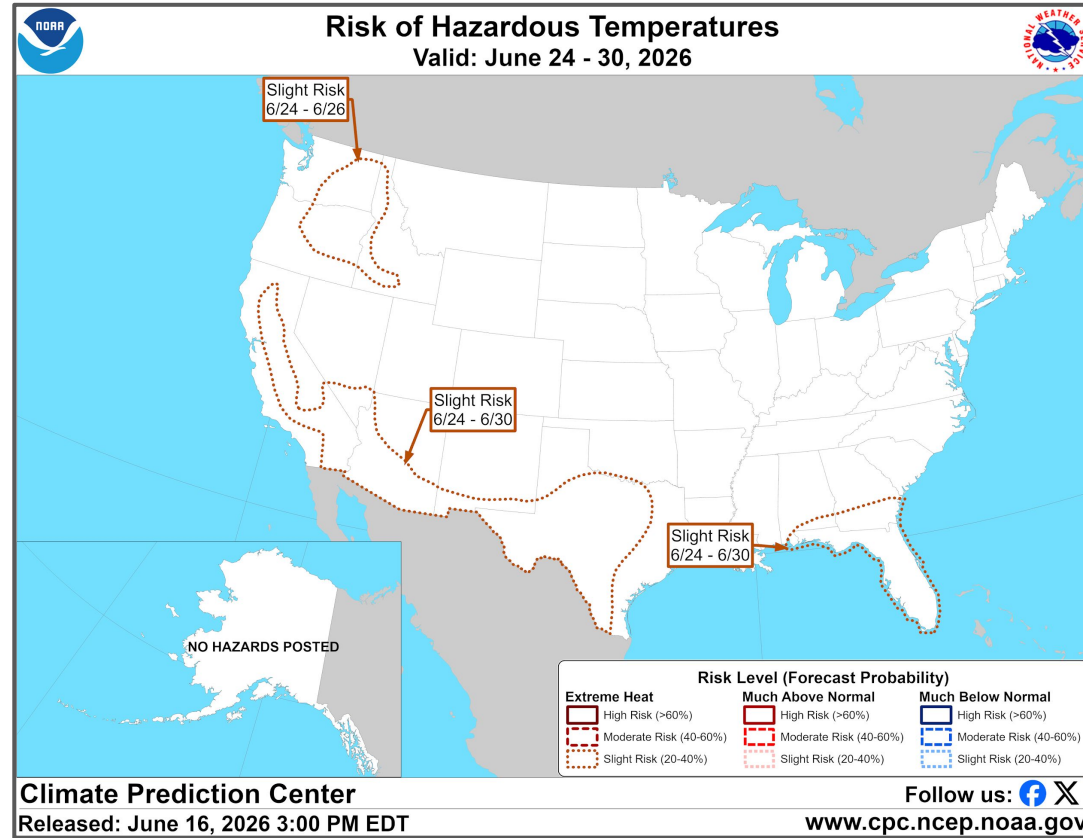 NOAA
Risk of Hazardous Temperatures
Valid: June 24 - 30, 2026
NATIONAL WEATHER SERVICE
Slight Risk
6/24 - 6/26
Slight Risk
6/24 - 6/30
Slight Risk
6/24 - 6/30
NO HAZARDS POSTED
Risk Level (Forecast Probability)
Extreme Heat
High Risk (>60%)
Moderate Risk (40-60%)
Slight Risk (20-40%)
Much Above Normal
High Risk (>60%)
Moderate Risk (40-60%)
Slight Risk (20-40%)
Much Below Normal
High Risk (>60%)
Moderate Risk (40-60%)
Slight Risk (20-40%)
Climate Prediction Center
Follow us:
Released: June 16, 2026 3:00 PM EDT
www.cpc.ncep.noaa.gov